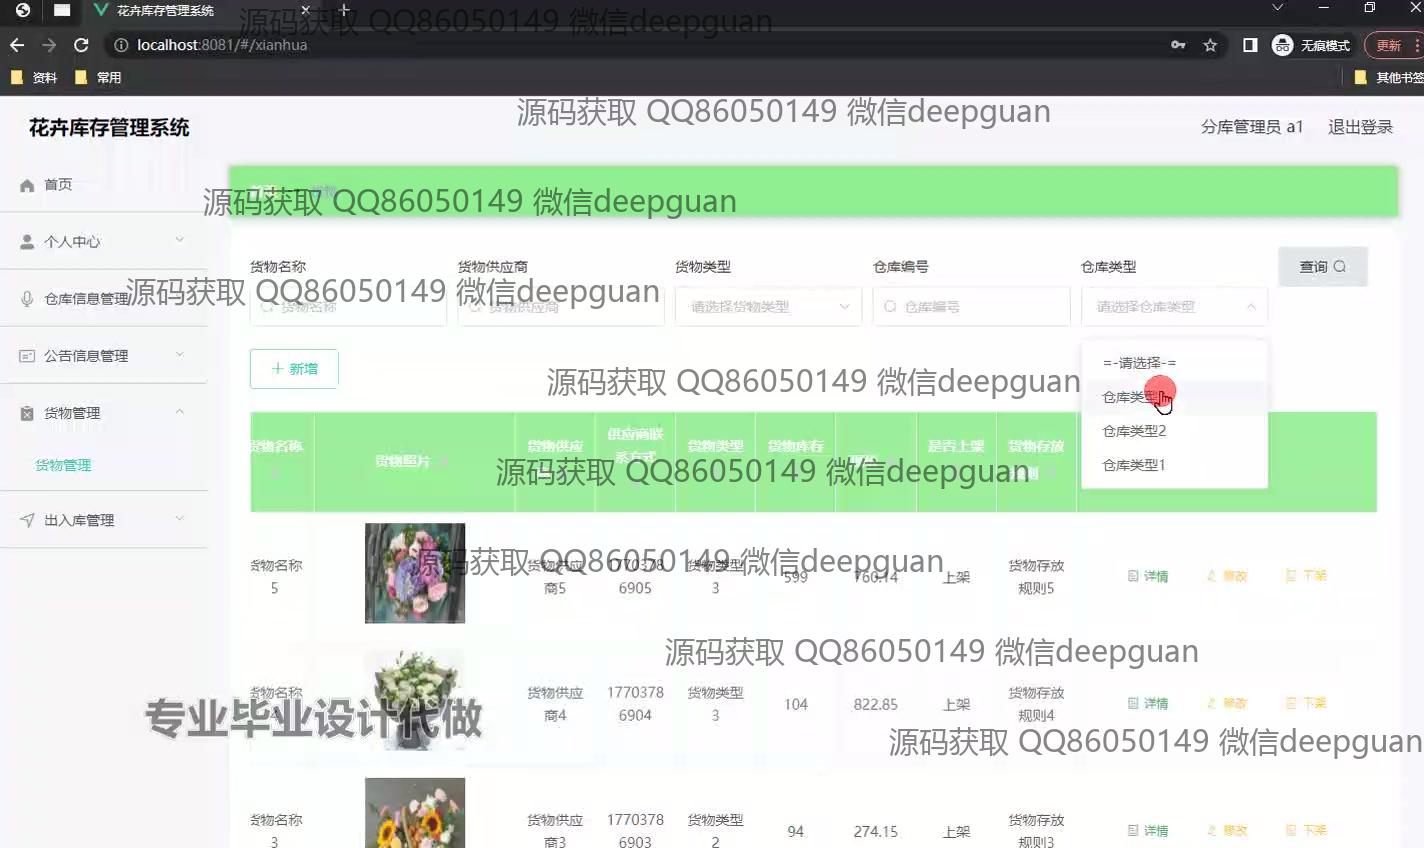 花卉库存管理系统
源码获取 QQ86050149 微信deepguan
localhost:8081/#/xianhua
无痕模式
更新
资料
常用
其他书签
源码获取 QQ86050149 微信deepguan
花卉库存管理系统
分库管理员 a1
退出登录
首页
源码获取 QQ86050149 微信deepguan
个人中心
货物名称
货物供应商
货物类型
仓库编号
仓库类型
查询
仓库信息管理
源码获取 QQ86050149 微信deepguan
货物名称
货物供应商
请选择货物类型
仓库编号
请选择仓库类型
公告信息管理
新增
源码获取 QQ86050149 微信deepguan
=-请选择-=
仓库类型
仓库类型2
仓库类型1
货物管理
货物管理
货物名称
货物照片
货物供应
供应商联
系方式
货物类型
货物库存
是否上架
货物存放
源码获取 QQ86050149 微信deepguan
出入库管理
源码获取 QQ86050149 微信deepguan
货物名称
5
货物供应
商5
1770378
6905
货物类型
3
599
760.14
上架
货物存放
规则5
详情
修改
下架
源码获取 QQ86050149 微信deepguan
货物名称
货物供应
商4
1770378
6904
货物类型
3
104
822.85
上架
货物存放
规则4
详情
修改
下架
专业毕业设计代做
源码获取 QQ86050149 微信deepguan
货物名称
3
货物供应
商3
1770378
6903
货物类型
2
94
274.15
上架
货物存放
规则3
详情
修改
下架